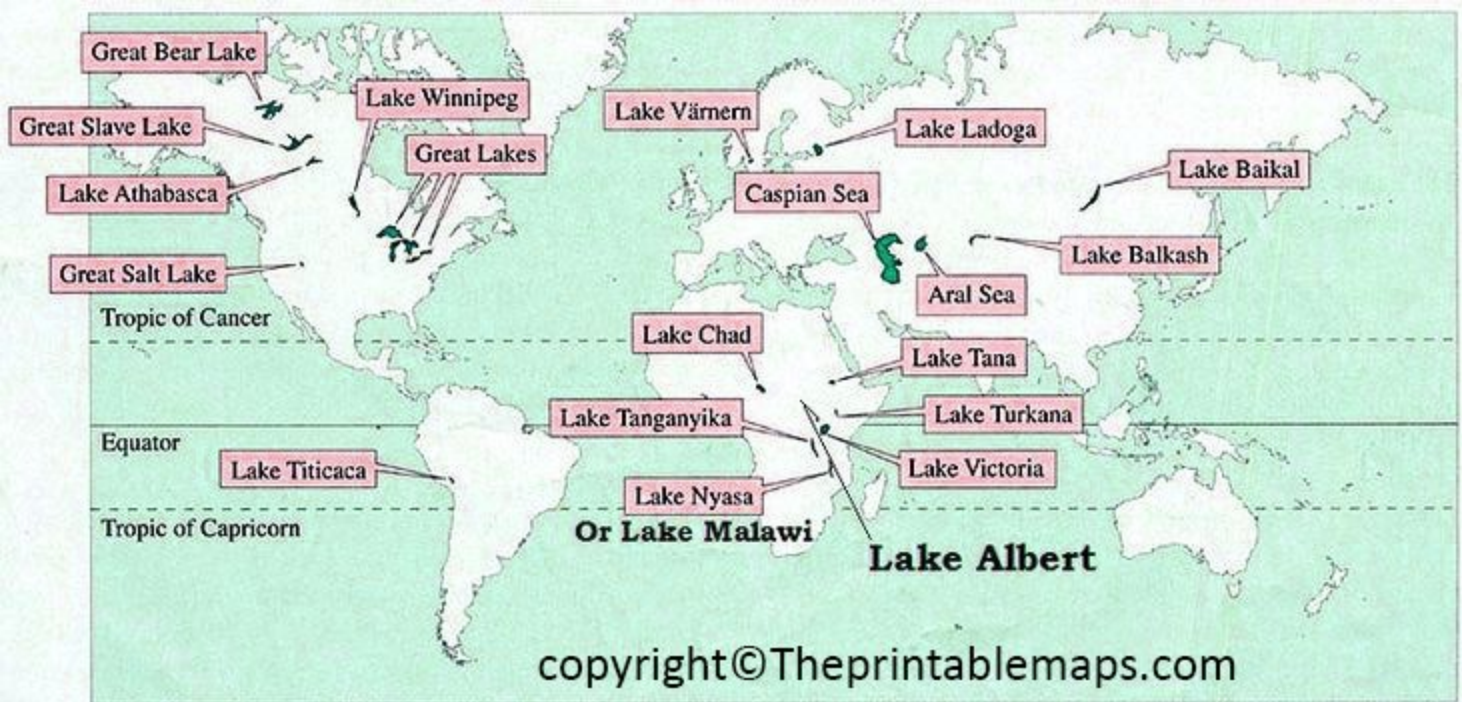 Great Bear Lake
Lake Winnipeg
Great Slave Lake
Great Lakes
Lake Athabasca
Great Salt Lake
Lake Värnern
Lake Ladoga
Lake Baikal
Caspian Sea
Lake Balkash
Aral Sea
Tropic of Cancer
Lake Chad
Lake Tana
Lake Tanganyika
Lake Turkana
Equator
Lake Titicaca
Lake Victoria
Lake Nyasa
Or Lake Malawi
Tropic of Capricorn
Lake Albert
copyright©Theprintablemaps.com